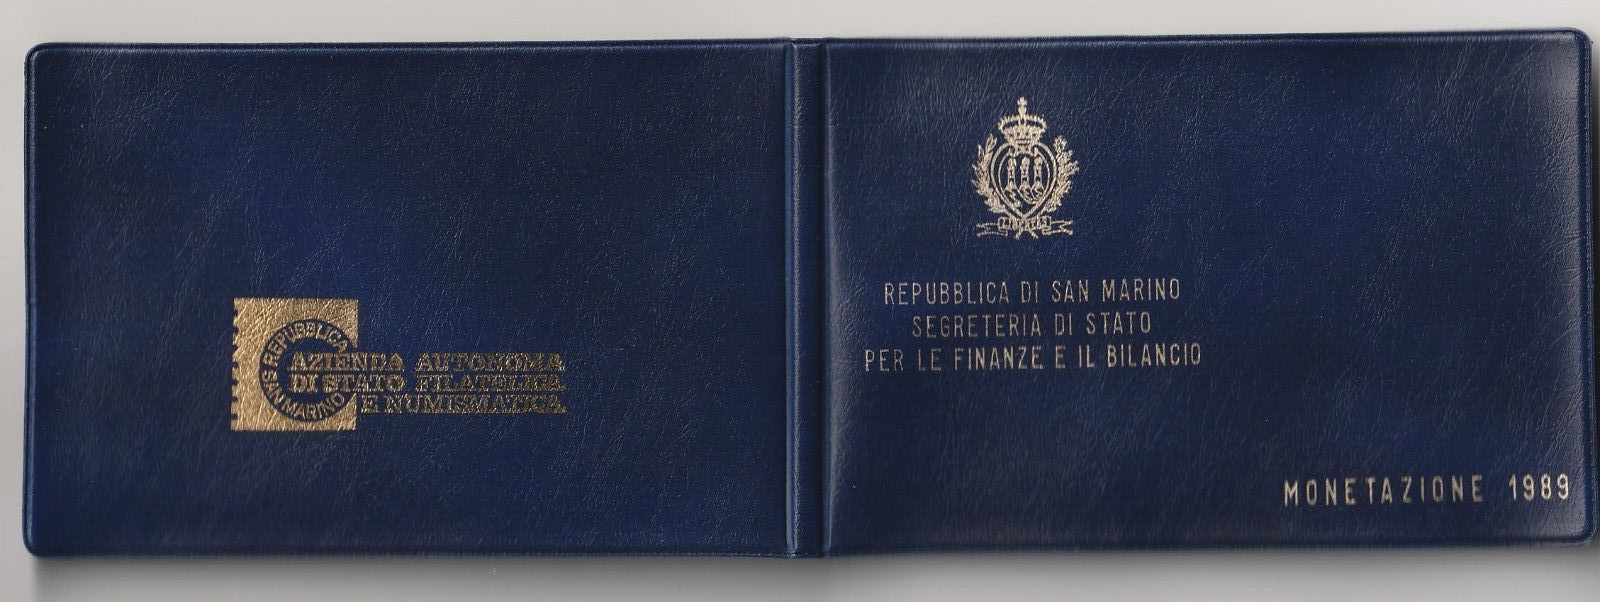 REPUBBLICA
SAN MARINO
AZIENDA AUTONOMA
DI STATO FILATELICA
E NUMISMATICA
LIBERTAS
REPUBBLICA DI SAN MARINO
SEGRETERIA DI STATO
PER LE FINANZE E IL BILANCIO
MONETAZIONE 1989